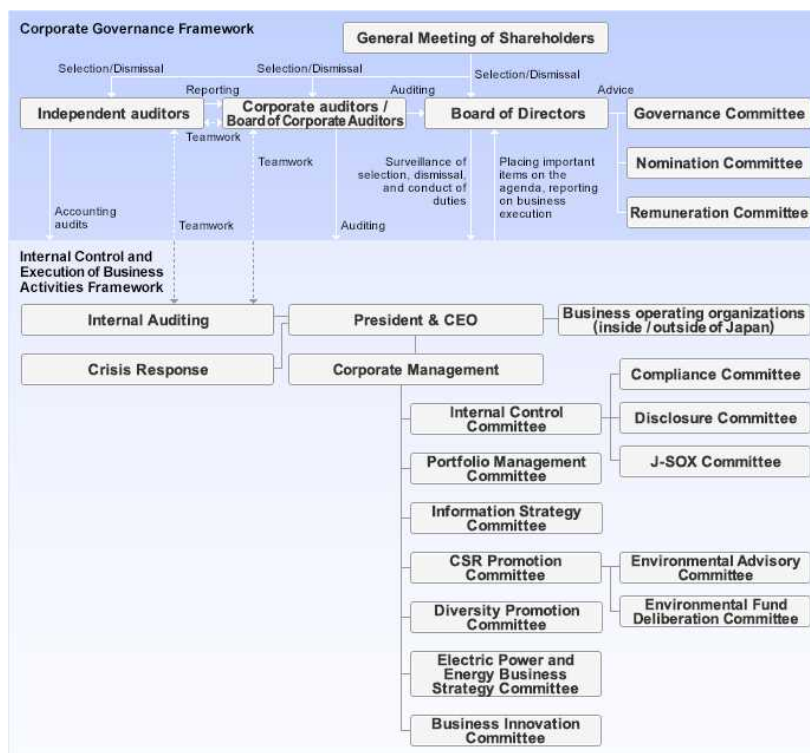 Corporate Governance Framework
General Meeting of Shareholders
Selection/Dismissal
Selection/Dismissal
Selection/Dismissal
Reporting
Auditing
Advice
Independent auditors
Corporate auditors /
Board of Corporate Auditors
Board of Directors
Governance Committee
Teamwork
Teamwork
Surveillance of
selection, dismissal,
and conduct of
duties
Placing important
items on the
agenda, reporting
on business
execution
Nomination Committee
Remuneration Committee
Accounting
audits
Teamwork
Auditing
Internal Control and
Execution of Business
Activities Framework
Internal Auditing
President & CEO
Business operating organizations
(inside / outside of Japan)
Crisis Response
Corporate Management
Compliance Committee
Internal Control
Committee
Disclosure Committee
Portfolio Management
Committee
J-SOX Committee
Information Strategy
Committee
CSR Promotion
Committee
Environmental Advisory
Committee
Diversity Promotion
Committee
Environmental Fund
Deliberation Committee
Electric Power and
Energy Business
Strategy Committee
Business Innovation
Committee